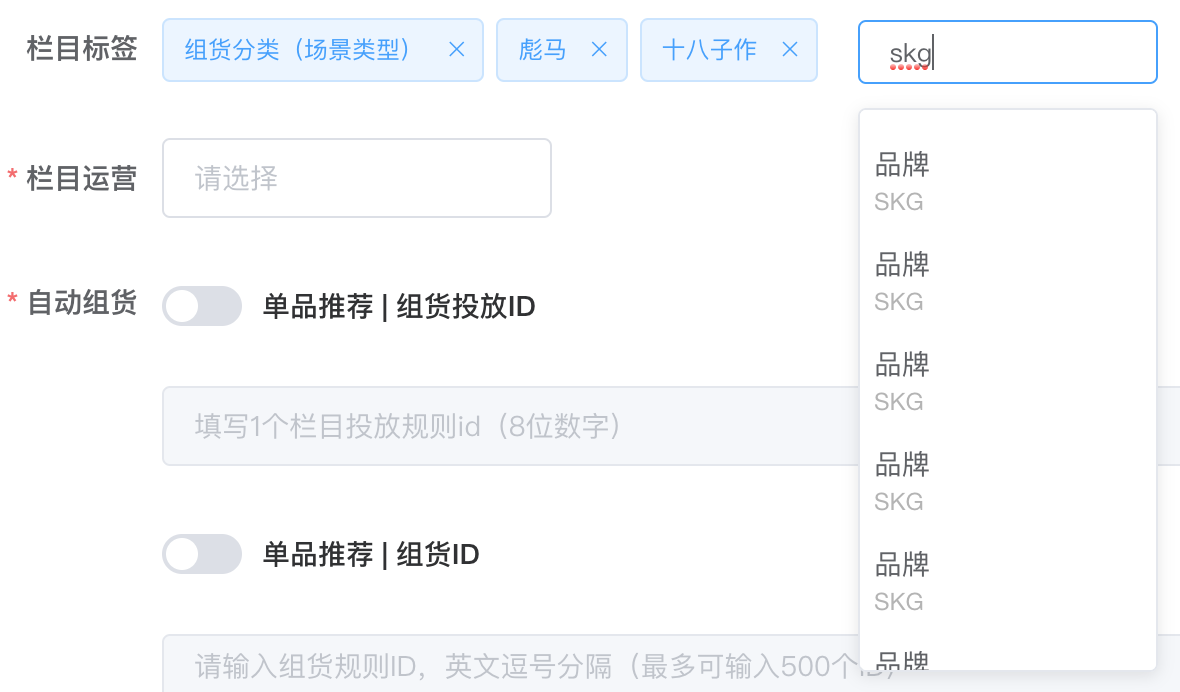 栏目标签 组货分类（场景类型） × 彪马 × 十八子作 × skg
* 栏目运营 请选择
* 自动组货 单品推荐 | 组货投放ID
填写1个栏目投放规则id（8位数字）
单品推荐 | 组货ID
请输入组货规则ID，英文逗号分隔（最多可输入500个ID）
品牌
SKG
品牌
SKG
品牌
SKG
品牌
SKG
品牌
SKG
品牌